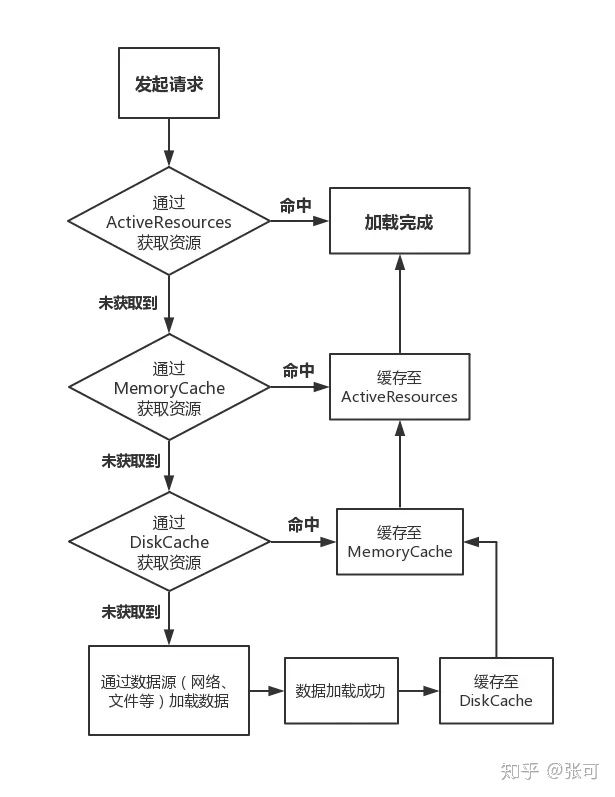 发起请求
通过
ActiveResources
获取资源
命中
加载完成
未获取到
通过
MemoryCache
获取资源
命中
缓存至
ActiveResources
未获取到
通过
DiskCache
获取资源
命中
缓存至
MemoryCache
未获取到
通过数据源（网络、
文件等）加载数据
数据加载成功
缓存至
DiskCache
知乎 @张可